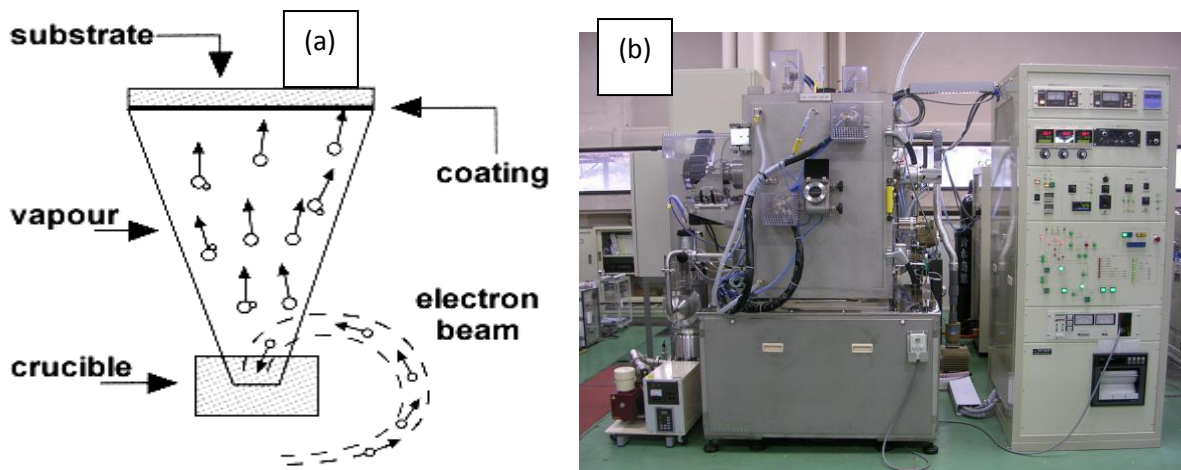 substrate
(a)
coating
vapour
electron
beam
crucible
(b)